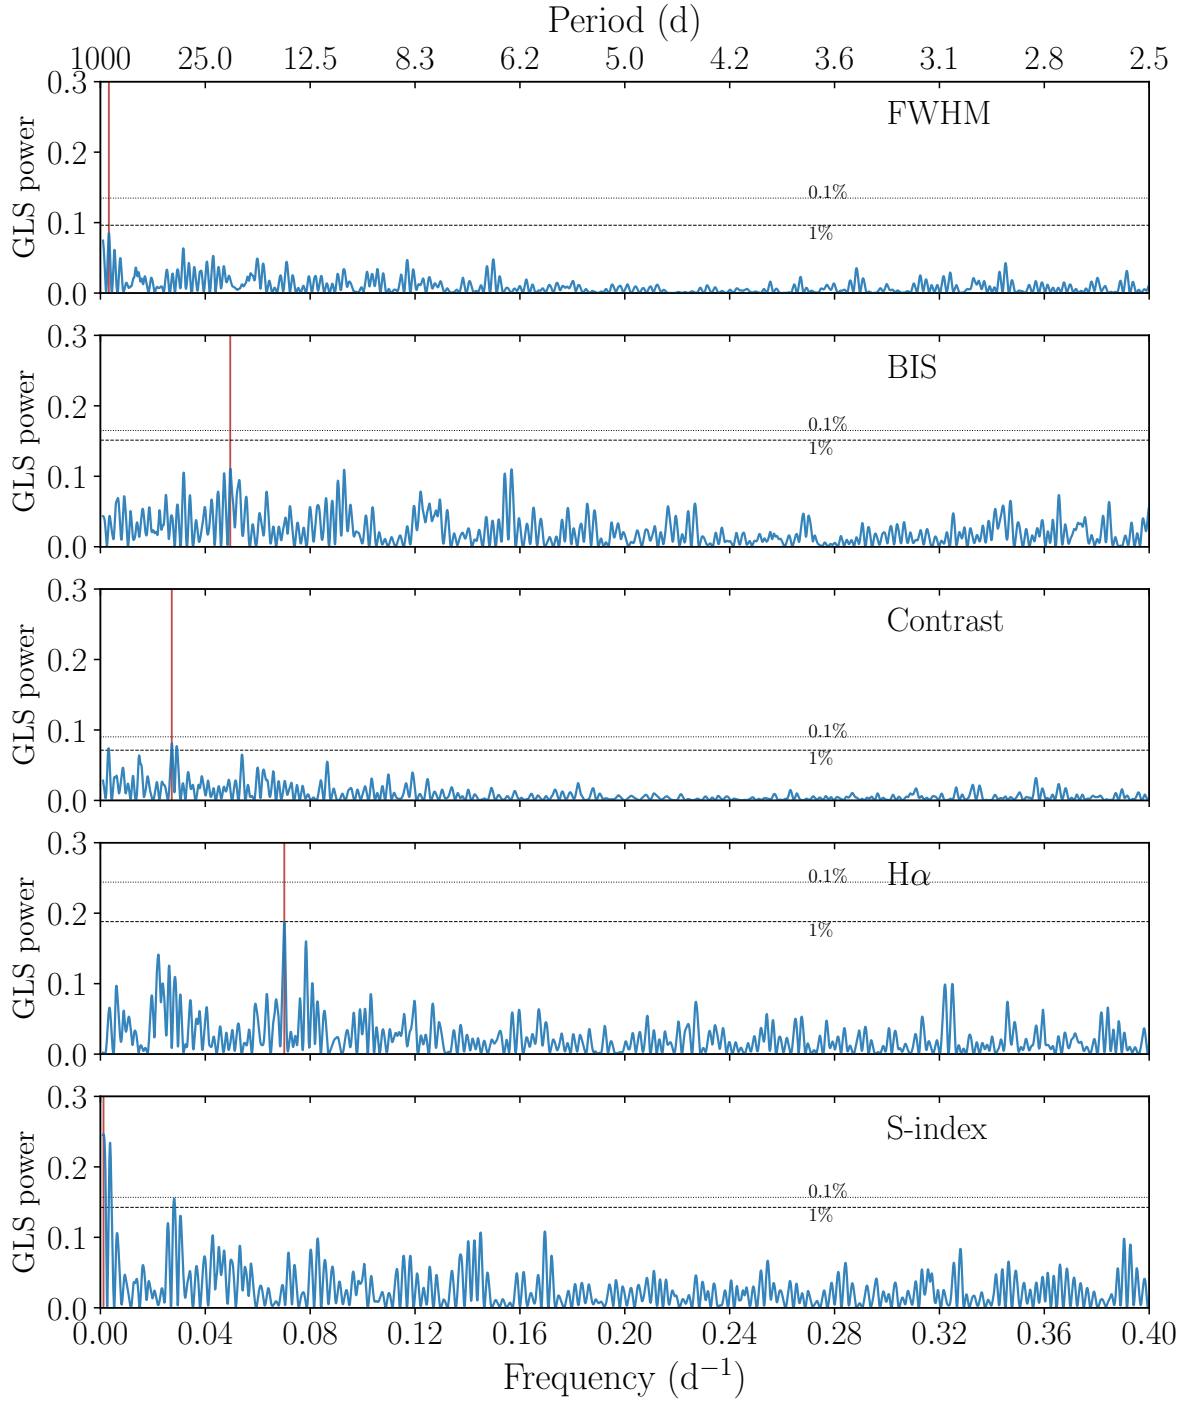 Period (d)
1000 25.0 12.5 8.3 6.2 5.0 4.2 3.6 3.1 2.8 2.5
0.3
FWHM
0.2
0.1%
0.1
1%
0.0
GLS power
0.3
BIS
0.2
0.1%
1%
0.1
0.0
GLS power
0.3
Contrast
0.2
0.1
0.1%
1%
0.0
GLS power
0.3
0.1% Hα
0.2
1%
0.1
0.0
GLS power
0.3
S-index
0.2
0.1%
1%
0.1
0.0
GLS power
0.00 0.04 0.08 0.12 0.16 0.20 0.24 0.28 0.32 0.36 0.40
Frequency (d⁻¹)